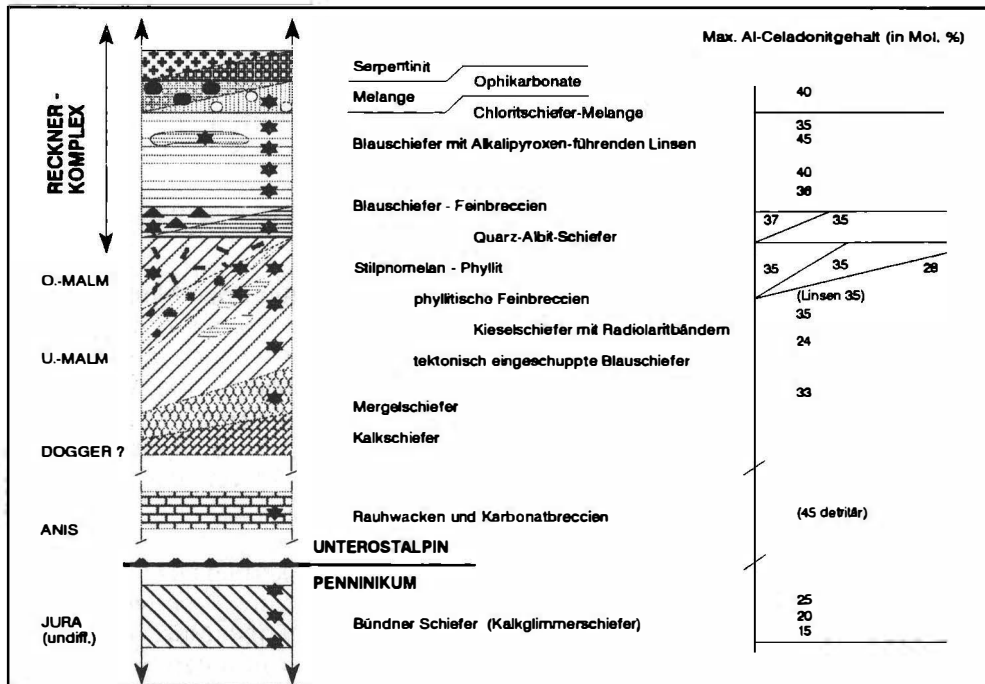 Max. Al-Celadonitgehalt (in Mol. %)
RECKNER -
KOMPLEX
Serpentinit
Ophikarbonate
Melange
Chloritschiefer-Melange
40
Blauschiefer mit Alkalipyroxen-führenden Linsen
35
45
40
36
Blauschiefer - Feinbreccien
37 35
Quarz-Albit-Schiefer
O.-MALM
Stilpnomelan - Phyllit
35 35 28
phyllitische Feinbreccien
(Linsen 35)
35
Kieselschiefer mit Radiolaritbändern
24
U.-MALM
tektonisch eingeschuppte Blauschiefer
33
Mergelschiefer
DOGGER ?
Kalkschiefer
ANIS
Rauhwacken und Karbonatbreccien
(45 detritär)
UNTEROSTALPIN
PENNINIKUM
JURA
(undiff.)
Bündner Schiefer (Kalkglimmerschiefer)
25
20
15